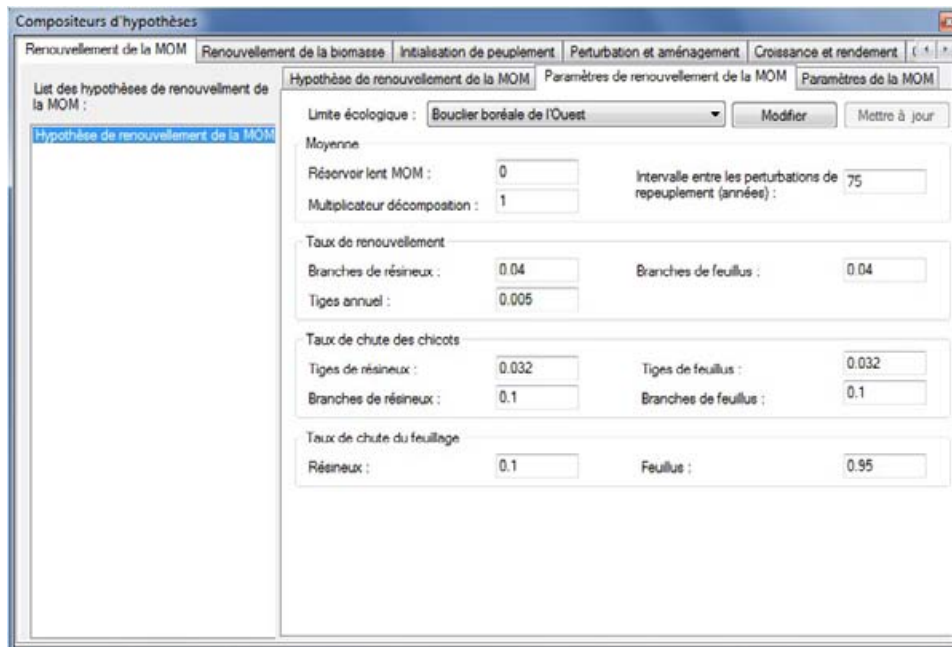 Compositeurs d'hypothèses
Renouvellement de la MOM Renouvellement de la biomasse Initialisation de peuplement Perturbation et aménagement Croissance et rendement
List des hypothèses de renouvellment de la MOM :
Hypothèse de renouvellement de la MOM
Hypothèse de renouvellement de la MOM Paramètres de renouvellement de la MOM Paramètres de la MOM
Limite écologique : Bouclier boréale de l'Ouest Modifier Mettre à jour
Moyenne
Réservoir lent MOM : 0 Intervalle entre les perturbations de repeuplement (années) : 75
Multiplicateur décomposition : 1
Taux de renouvellement
Branches de résineux : 0.04 Branches de feuillus : 0.04
Tiges annuel : 0.005
Taux de chute des chicots
Tiges de résineux : 0.032 Tiges de feuillus : 0.032
Branches de résineux : 0.1 Branches de feuillus : 0.1
Taux de chute du feuillage
Résineux : 0.1 Feuillus : 0.95